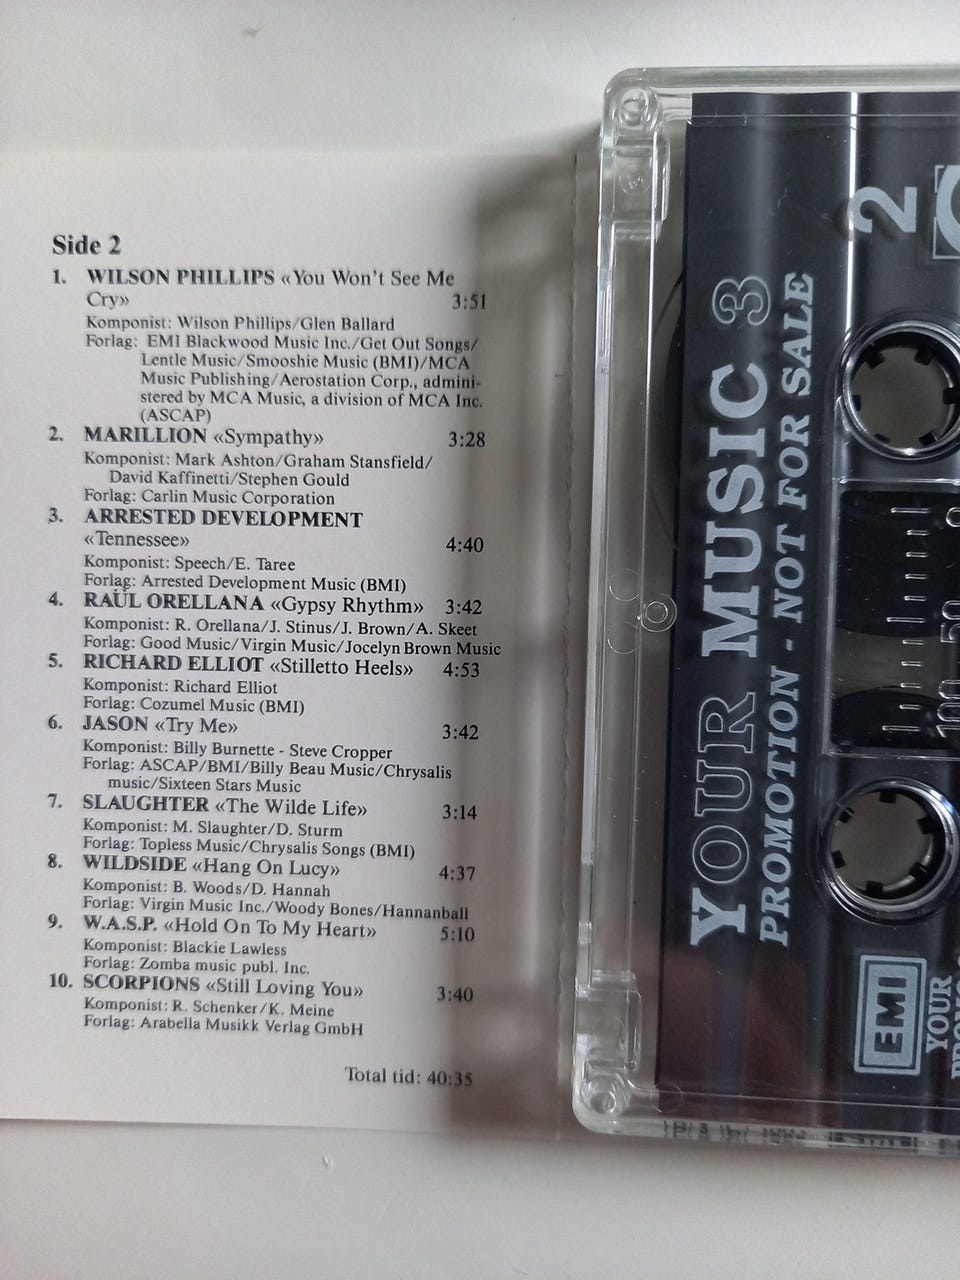 Side 2
1. WILSON PHILLIPS «You Won't See Me
Cry» 3:51
Komponist: Wilson Phillips/Glen Ballard
Forlag: EMI Blackwood Music Inc./Get Out Songs/
Lentle Music/Smooshie Music (BMI)/MCA
Music Publishing/Aerostation Corp., admini-
stered by MCA Music, a division of MCA Inc.
(ASCAP)
2. MARILLION «Sympathy» 3:28
Komponist: Mark Ashton/Graham Stansfield/
David Kaffinetti/Stephen Gould
Forlag: Carlin Music Corporation
3. ARRESTED DEVELOPMENT
«Tennessee» 4:40
Komponist: Speech/E. Taree
Forlag: Arrested Development Music (BMI)
4. RAÚL ORELLANA «Gypsy Rhythm» 3:42
Komponist: R. Orellana/J. Stinus/J. Brown/A. Skeet
Forlag: Good Music/Virgin Music/Jocelyn Brown Music
5. RICHARD ELLIOT «Stilletto Heels» 4:53
Komponist: Richard Elliot
Forlag: Cozumel Music (BMI)
6. JASON «Try Me» 3:42
Komponist: Billy Burnette - Steve Cropper
Forlag: ASCAP/BMI/Billy Beau Music/Chrysalis
music/Sixteen Stars Music
7. SLAUGHTER «The Wilde Life» 3:14
Komponist: M. Slaughter/D. Sturm
Forlag: Topless Music/Chrysalis Songs (BMI)
8. WILDSIDE «Hang On Lucy» 4:37
Komponist: B. Woods/D. Hannah
Forlag: Virgin Music Inc./Woody Bones/Hannanball
9. W.A.S.P. «Hold On To My Heart» 5:10
Komponist: Blackie Lawless
Forlag: Zomba music publ. Inc.
10. SCORPIONS «Still Loving You» 3:40
Komponist: R. Schenker/K. Meine
Forlag: Arabella Musikk Verlag GmbH
Total tid: 40:35
YOUR MUSIC 3
PROMOTION - NOT FOR SALE
2
100 50 0
EMI
YOUR